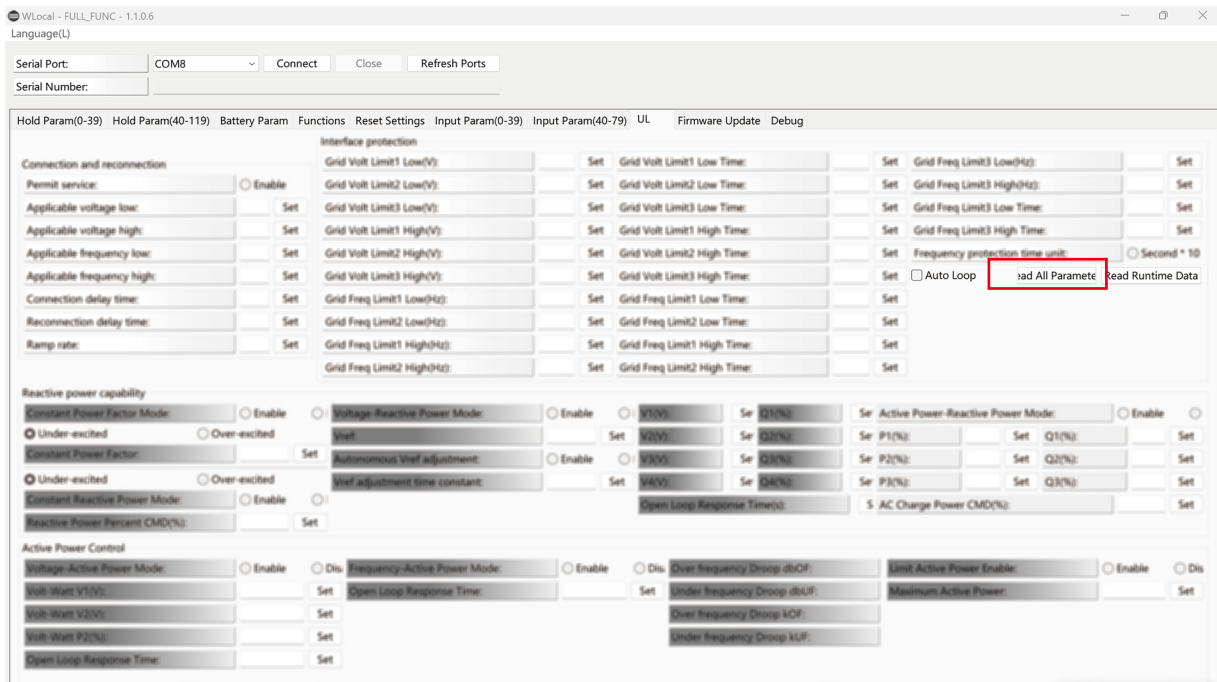 WLocal - FULL_FUNC - 1.1.0.6
Language(L)
Serial Port: COM8 Connect Close Refresh Ports
Serial Number:
Hold Param(0-39) Hold Param(40-119) Battery Param Functions Reset Settings Input Param(0-39) Input Param(40-79) UL Firmware Update Debug
Interface protection
Connection and reconnection
Permit service: Enable
Applicable voltage low: Set
Applicable voltage high: Set
Applicable frequency low: Set
Applicable frequency high: Set
Connection delay time: Set
Reconnection delay time: Set
Ramp rate: Set
Grid Volt Limit1 Low(V): Set Grid Volt Limit1 Low Time: Set Grid Freq Limit3 Low(Hz): Set
Grid Volt Limit2 Low(V): Set Grid Volt Limit2 Low Time: Set Grid Freq Limit3 High(Hz): Set
Grid Volt Limit3 Low(V): Set Grid Volt Limit3 Low Time: Set Grid Freq Limit3 Low Time: Set
Grid Volt Limit1 High(V): Set Grid Volt Limit1 High Time: Set Grid Freq Limit3 High Time: Set
Grid Volt Limit2 High(V): Set Grid Volt Limit2 High Time: Set Frequency protection time unit: Second * 10
Grid Volt Limit3 High(V): Set Grid Volt Limit3 High Time: Set Auto Loop ead All Paramete Read Runtime Data
Grid Freq Limit1 Low(Hz): Set Grid Freq Limit1 Low Time: Set
Grid Freq Limit2 Low(Hz): Set Grid Freq Limit2 Low Time: Set
Grid Freq Limit1 High(Hz): Set Grid Freq Limit1 High Time: Set
Grid Freq Limit2 High(Hz): Set Grid Freq Limit2 High Time: Set
Reactive power capability
Constant Power Factor Mode: Enable Voltage-Reactive Power Mode: Enable V1(V): Se Q1(%): Se Active Power-Reactive Power Mode: Enable
Under-excited Over-excited Vref: Set V2(V): Se Q2(%): Se P1(%): Set Q1(%): Set
Constant Power Factor: Set Autonomous Vref adjustment: Enable V3(V): Se Q3(%): Se P2(%): Set Q2(%): Set
Under-excited Over-excited Vref adjustment time constant: Set V4(V): Se Q4(%): Se P3(%): Set Q3(%): Set
Constant Reactive Power Mode: Enable Open Loop Response Time(s): S AC Charge Power CMD(%): Set
Reactive Power Percent CMD(%): Set
Active Power Control
Voltage-Active Power Mode: Enable Dis Frequency-Active Power Mode: Enable Dis Over frequency Droop dbOF: Limit Active Power Enable: Enable Dis
Volt-Watt V1(V): Set Open Loop Response Time: Set Under frequency Droop dbUF: Maximum Active Power: Set
Volt-Watt V2(V): Set Over frequency Droop kOF:
Volt-Watt P2(%): Set Under frequency Droop kUF:
Open Loop Response Time: Set